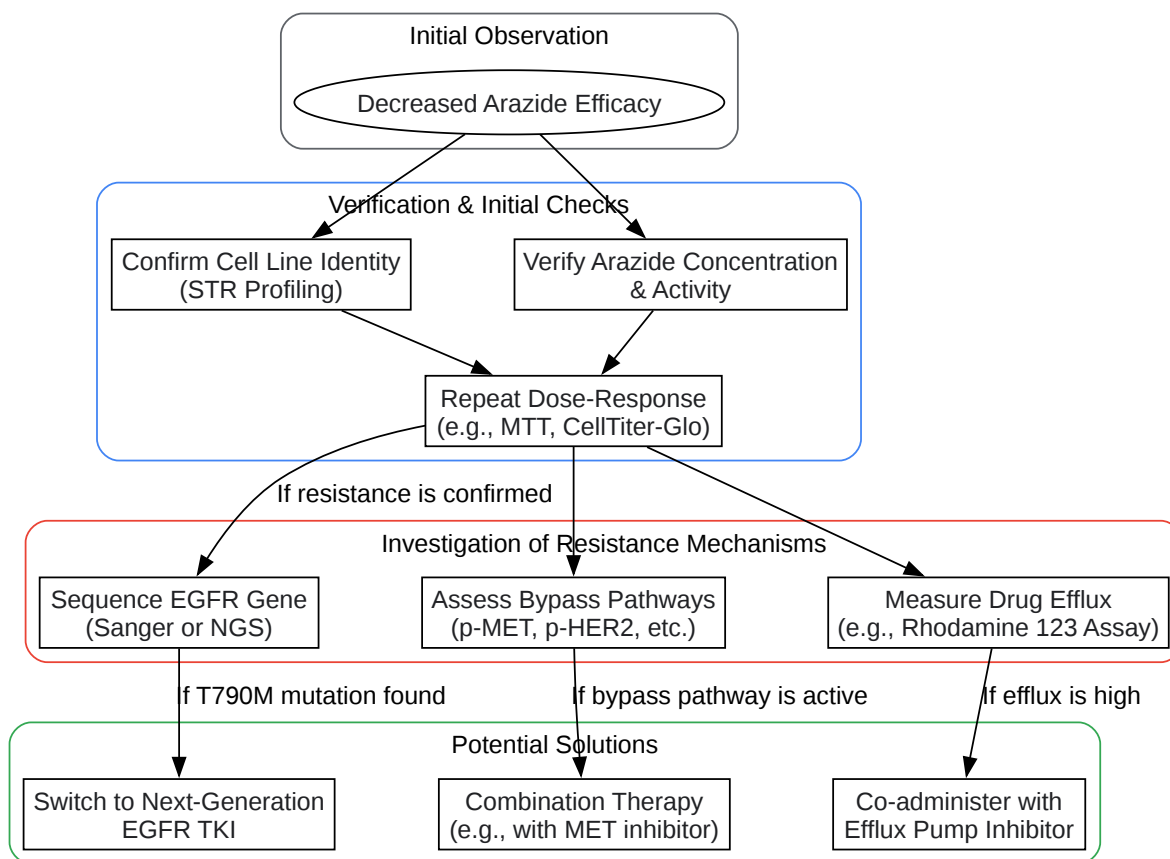 Initial Observation
Decreased Arazide Efficacy
Verification & Initial Checks
Confirm Cell Line Identity
(STR Profiling)
Verify Arazide Concentration
& Activity
Repeat Dose-Response
(e.g., MTT, CellTiter-Glo)
If resistance is confirmed
Investigation of Resistance Mechanisms
Sequence EGFR Gene
(Sanger or NGS)
Assess Bypass Pathways
(p-MET, p-HER2, etc.)
Measure Drug Efflux
(e.g., Rhodamine 123 Assay)
If T790M mutation found
If bypass pathway is active
If efflux is high
Potential Solutions
Switch to Next-Generation
EGFR TKI
Combination Therapy
(e.g., with MET inhibitor)
Co-administer with
Efflux Pump Inhibitor